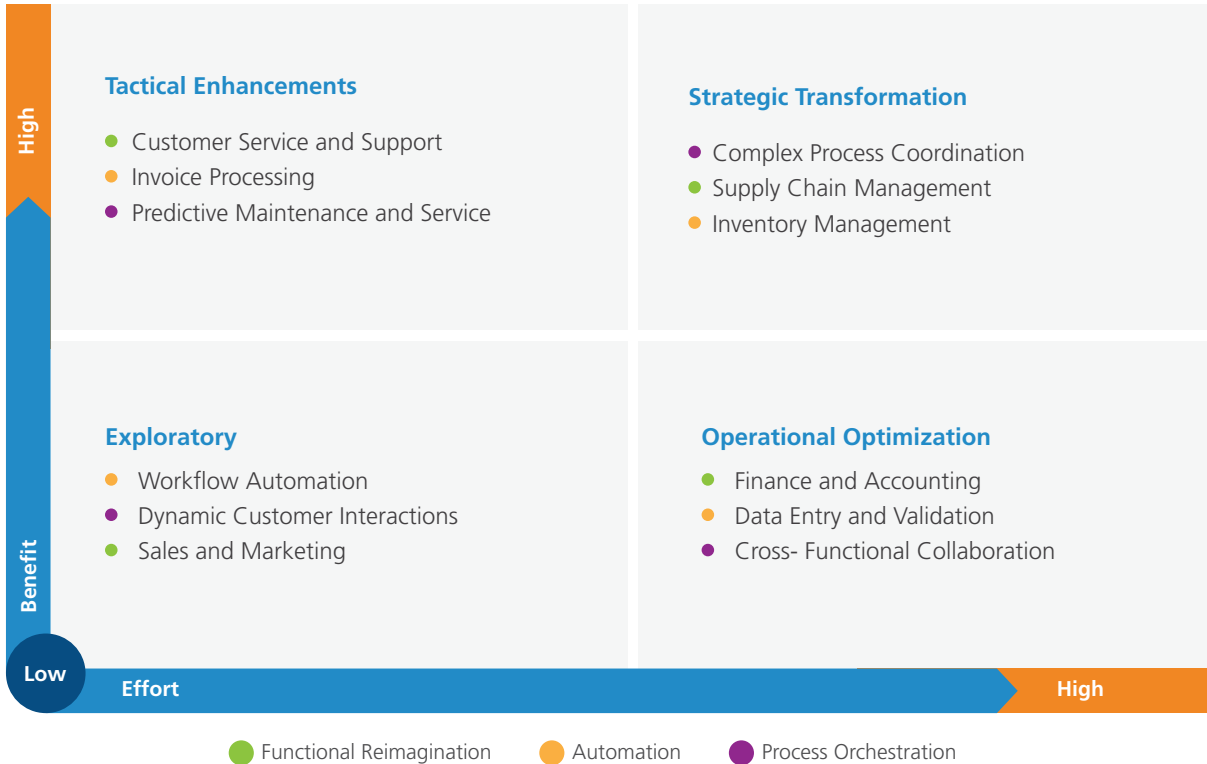 High
Tactical Enhancements
Customer Service and Support
Invoice Processing
Predictive Maintenance and Service
Strategic Transformation
Complex Process Coordination
Supply Chain Management
Inventory Management
Exploratory
Workflow Automation
Dynamic Customer Interactions
Sales and Marketing
Operational Optimization
Finance and Accounting
Data Entry and Validation
Cross- Functional Collaboration
Benefit
Low
Effort
High
Functional Reimagination
Automation
Process Orchestration